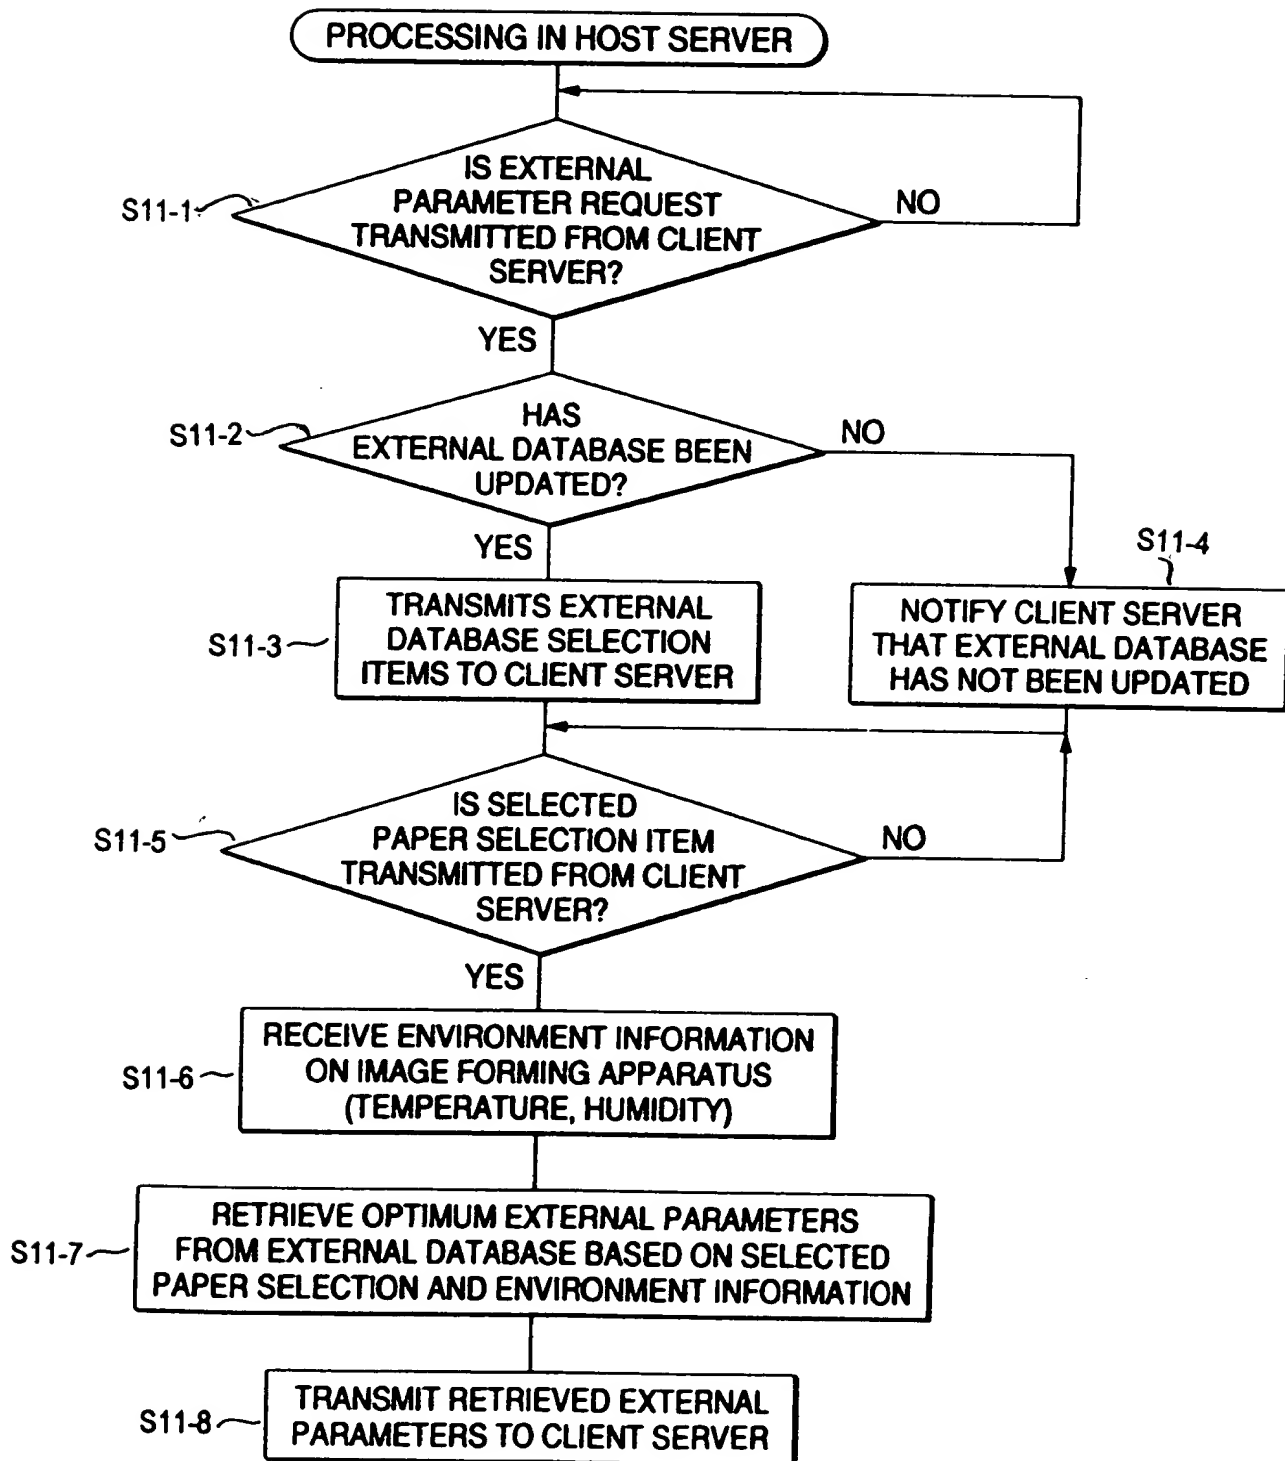 PROCESSING IN HOST SERVER
S11-1
IS EXTERNAL
PARAMETER REQUEST
TRANSMITTED FROM CLIENT
SERVER?
NO
YES
S11-2
HAS
EXTERNAL DATABASE BEEN
UPDATED?
NO
YES
S11-3
TRANSMITS EXTERNAL
DATABASE SELECTION
ITEMS TO CLIENT SERVER
S11-4
NOTIFY CLIENT SERVER
THAT EXTERNAL DATABASE
HAS NOT BEEN UPDATED
S11-5
IS SELECTED
PAPER SELECTION ITEM
TRANSMITTED FROM CLIENT
SERVER?
NO
YES
S11-6
RECEIVE ENVIRONMENT INFORMATION
ON IMAGE FORMING APPARATUS
(TEMPERATURE, HUMIDITY)
S11-7
RETRIEVE OPTIMUM EXTERNAL PARAMETERS
FROM EXTERNAL DATABASE BASED ON SELECTED
PAPER SELECTION AND ENVIRONMENT INFORMATION
S11-8
TRANSMIT RETRIEVED EXTERNAL
PARAMETERS TO CLIENT SERVER